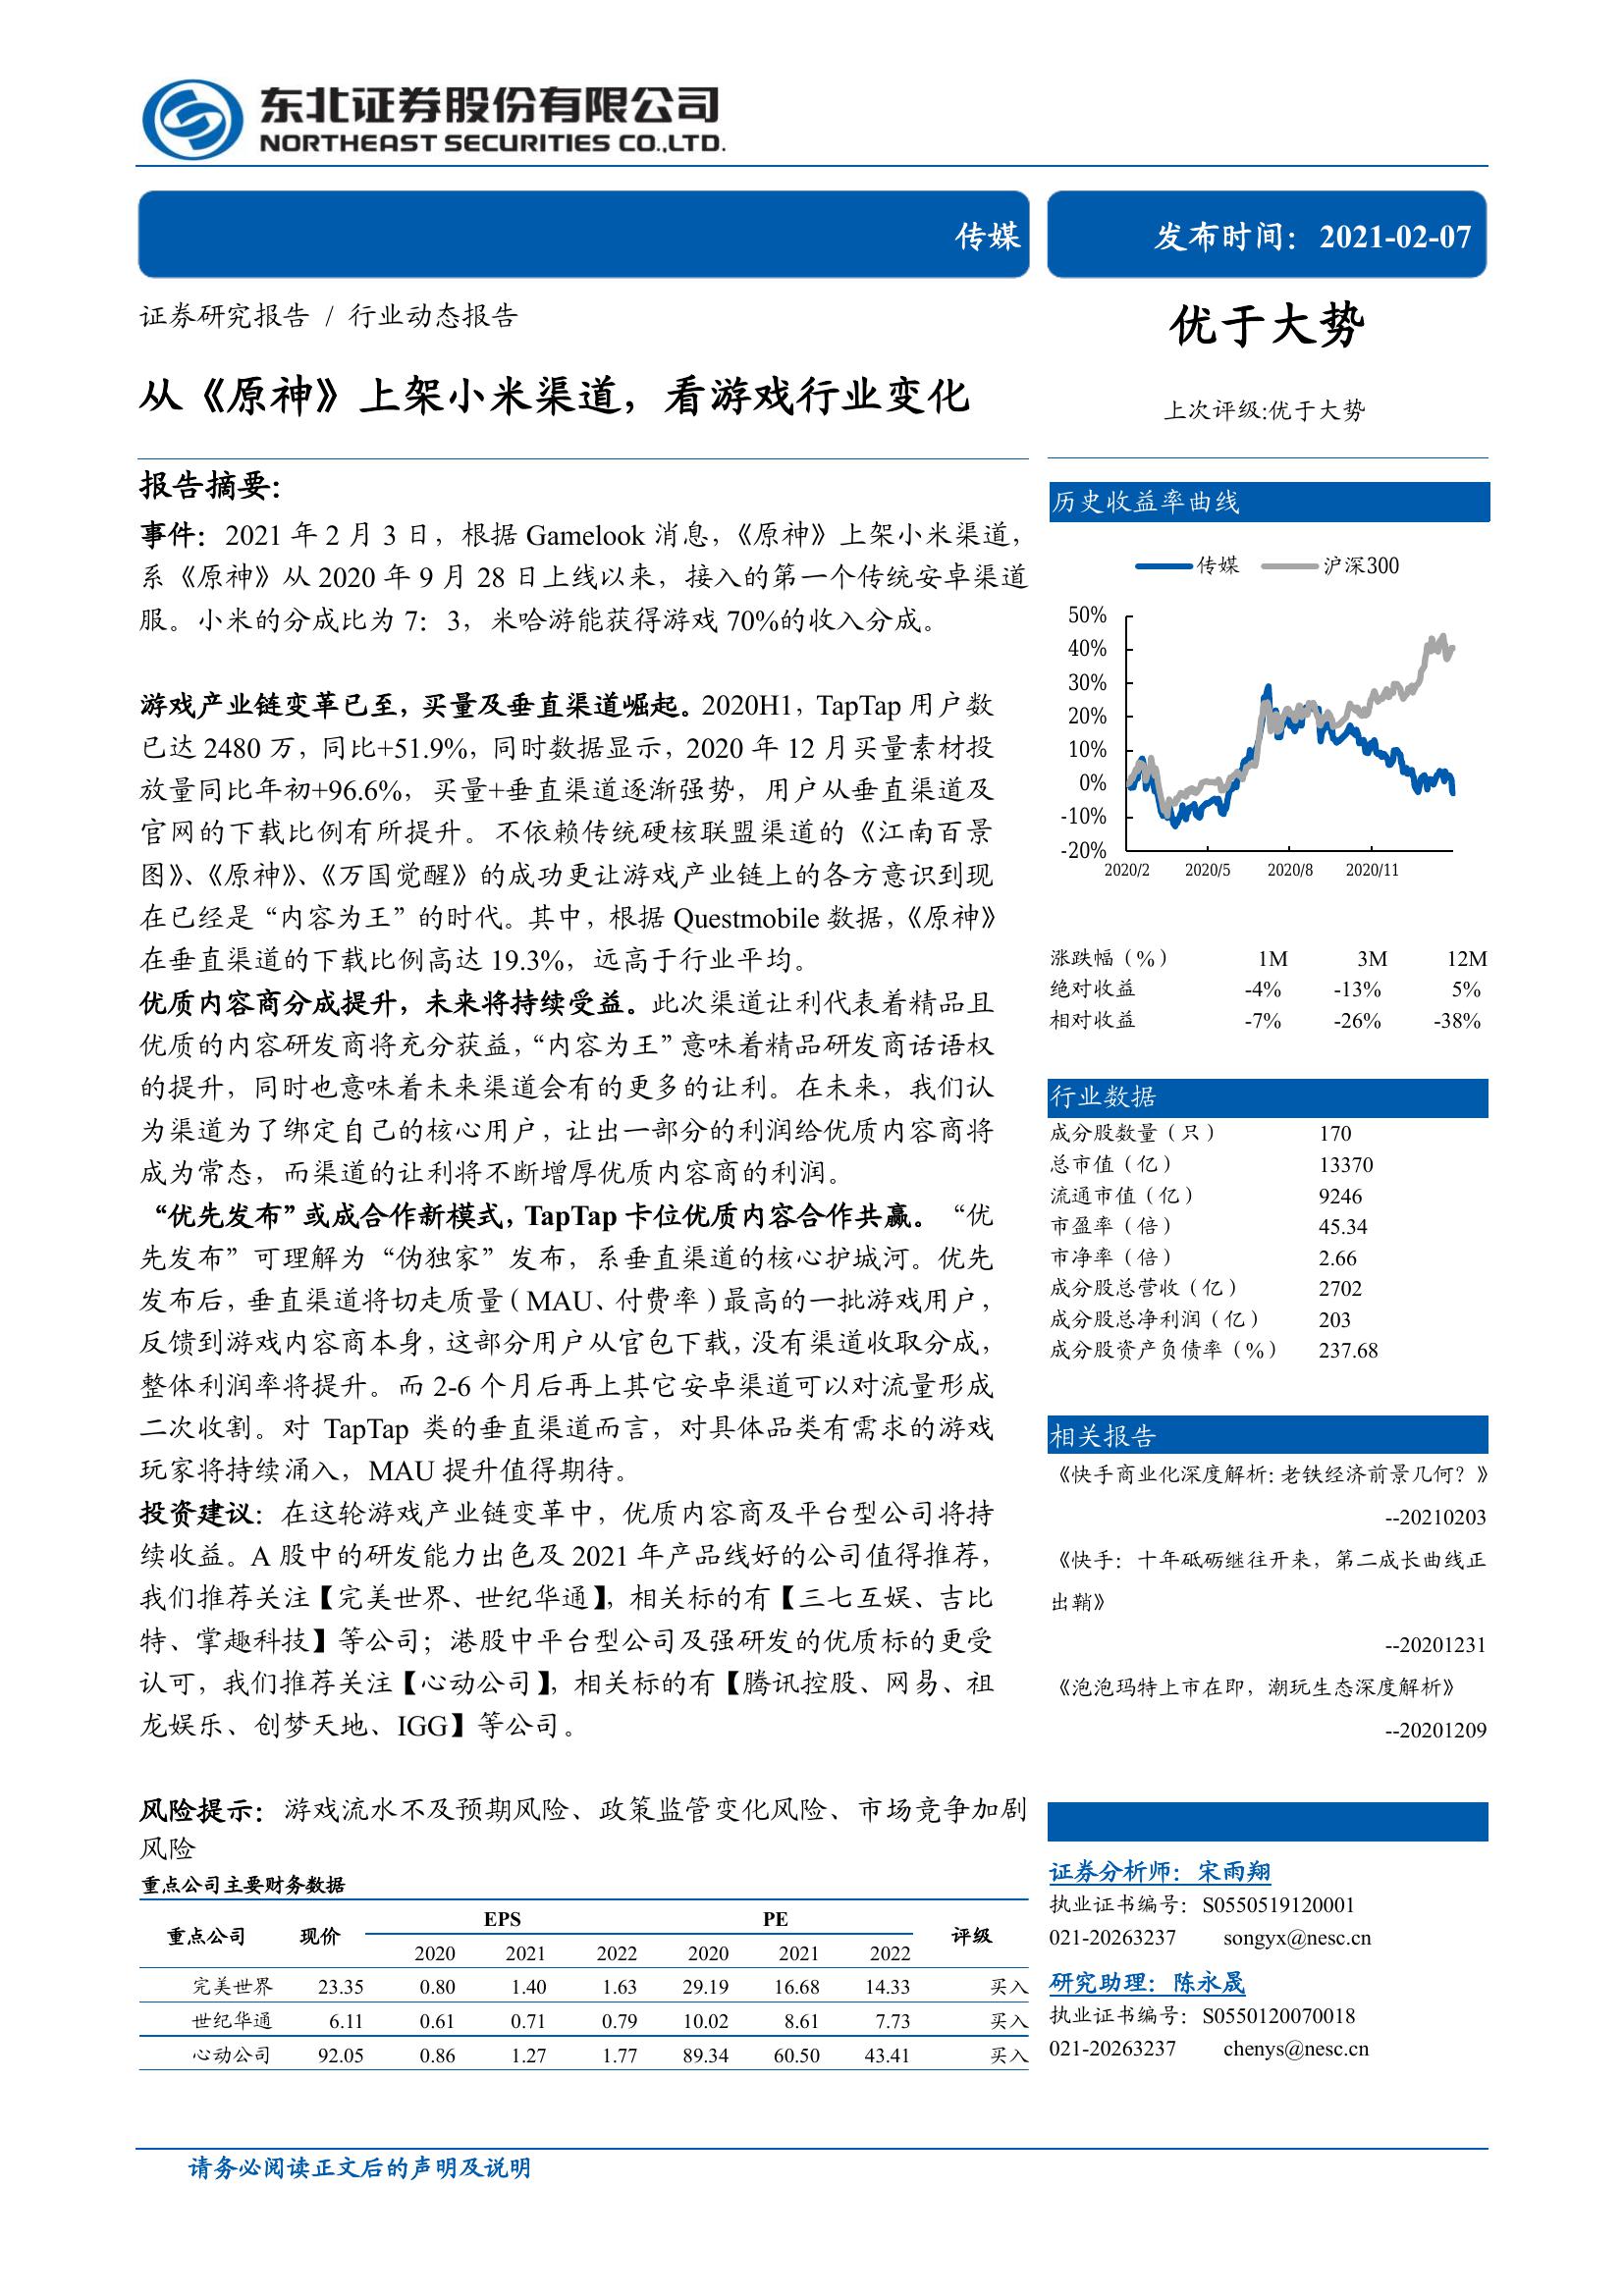 东北证券股份有限公司
NORTHEAST SECURITIES CO.,LTD.
传媒
发布时间：2021-02-07
证券研究报告 / 行业动态报告
从《原神》上架小米渠道，看游戏行业变化
报告摘要：
事件：2021 年 2 月 3 日，根据 Gamelook 消息，《原神》上架小米渠道，
系《原神》从 2020 年 9 月 28 日上线以来，接入的第一个传统安卓渠道
服。小米的分成比为 7：3，米哈游能获得游戏 70%的收入分成。
游戏产业链变革已至，买量及垂直渠道崛起。2020H1，TapTap 用户数
已达 2480 万，同比+51.9%，同时数据显示，2020 年 12 月买量素材投
放量同比年初+96.6%，买量+垂直渠道逐渐强势，用户从垂直渠道及
官网的下载比例有所提升。不依赖传统硬核联盟渠道的《江南百景
图》、《原神》、《万国觉醒》的成功更让游戏产业链上的各方意识到现
在已经是“内容为王”的时代。其中，根据 Questmobile 数据，《原神》
在垂直渠道的下载比例高达 19.3%，远高于行业平均。
优质内容商分成提升，未来将持续受益。此次渠道让利代表着精品且
优质的内容研发商将充分获益，“内容为王”意味着精品研发商话语权
的提升，同时也意味着未来渠道会有的更多的让利。在未来，我们认
为渠道为了绑定自己的核心用户，让出一部分的利润给优质内容商将
成为常态，而渠道的让利将不断增厚优质内容商的利润。
“优先发布”或成合作新模式，TapTap 卡位优质内容合作共赢。“优
先发布”可理解为“伪独家”发布，系垂直渠道的核心护城河。优先
发布后，垂直渠道将切走质量（MAU、付费率）最高的一批游戏用户，
反馈到游戏内容商本身，这部分用户从官包下载，没有渠道收取分成，
整体利润率将提升。而 2-6 个月后再上其它安卓渠道可以对流量形成
二次收割。对 TapTap 类的垂直渠道而言，对具体品类有需求的游戏
玩家将持续涌入，MAU 提升值得期待。
投资建议：在这轮游戏产业链变革中，优质内容商及平台型公司将持
续收益。A 股中的研发能力出色及 2021 年产品线好的公司值得推荐，
我们推荐关注【完美世界、世纪华通】，相关标的有【三七互娱、吉比
特、掌趣科技】等公司；港股中平台型公司及强研发的优质标的更受
认可，我们推荐关注【心动公司】，相关标的有【腾讯控股、网易、祖
龙娱乐、创梦天地、IGG】等公司。
风险提示：游戏流水不及预期风险、政策监管变化风险、市场竞争加剧
风险
重点公司主要财务数据
重点公司 现价 EPS PE 评级
2020 2021 2022 2020 2021 2022
完美世界 23.35 0.80 1.40 1.63 29.19 16.68 14.33 买入
世纪华通 6.11 0.61 0.71 0.79 10.02 8.61 7.73 买入
心动公司 92.05 0.86 1.27 1.77 89.34 60.50 43.41 买入
优于大势
上次评级:优于大势
历史收益率曲线
传媒 沪深300
50%
40%
30%
20%
10%
0%
-10%
-20%
2020/2 2020/5 2020/8 2020/11
涨跌幅（%） 1M 3M 12M
绝对收益 -4% -13% 5%
相对收益 -7% -26% -38%
行业数据
成分股数量（只） 170
总市值（亿） 13370
流通市值（亿） 9246
市盈率（倍） 45.34
市净率（倍） 2.66
成分股总营收（亿） 2702
成分股总净利润（亿） 203
成分股资产负债率（%） 237.68
相关报告
《快手商业化深度解析：老铁经济前景几何？》
--20210203
《快手：十年砥砺继往开来，第二成长曲线正
出鞘》
--20201231
《泡泡玛特上市在即，潮玩生态深度解析》
--20201209
证券分析师：宋雨翔
执业证书编号：S0550519120001
021-20263237 songyx@nesc.cn
研究助理：陈永晟
执业证书编号：S0550120070018
021-20263237 chenys@nesc.cn
请务必阅读正文后的声明及说明